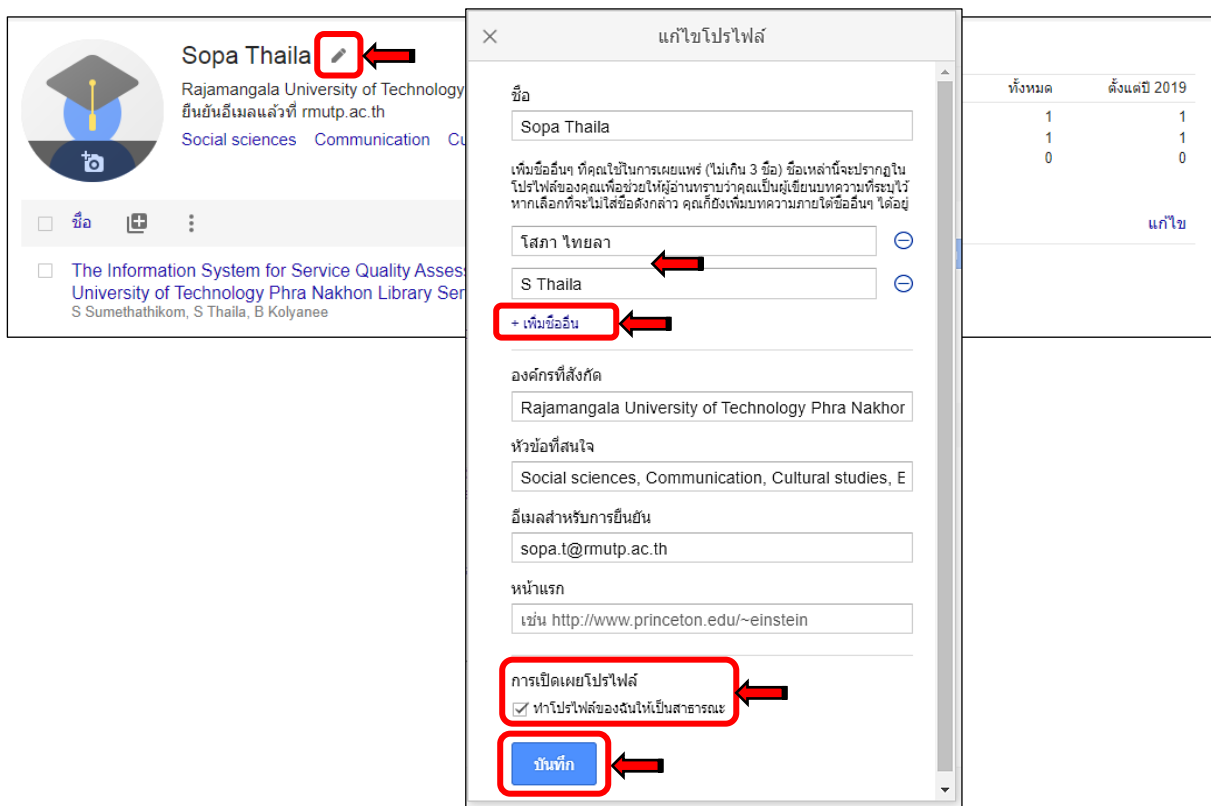 Sopa Thaila
Rajamangala University of Technology
ยืนยันอีเมลแล้วที่ rmutp.ac.th
Social sciences Communication Cu
ชื่อ
The Information System for Service Quality Asses
University of Technology Phra Nakhon Library Ser
S Sumethathikom, S Thaila, B Kolyanee
แก้ไขโปรไฟล์
ชื่อ
Sopa Thaila
เพิ่มชื่ออื่นๆ ที่คุณใช้ในการเผยแพร่ (ไม่เกิน 3 ชื่อ) ชื่อเหล่านี้จะปรากฏใน
โปรไฟล์ของคุณเพื่อช่วยให้ผู้อ่านทราบว่าคุณเป็นผู้เขียนบทความที่ระบุไว้
หากเลือกที่จะไม่ใส่ชื่อดังกล่าว คุณก็ยังเพิ่มบทความภายใต้ชื่ออื่นๆ ได้อยู่
โสภา ไทยลา
S Thaila
+ เพิ่มชื่ออื่น
องค์กรที่สังกัด
Rajamangala University of Technology Phra Nakhor
หัวข้อที่สนใจ
Social sciences, Communication, Cultural studies, E
อีเมลสำหรับการยืนยัน
sopa.t@rmutp.ac.th
หน้าแรก
เช่น http://www.princeton.edu/~einstein
การเปิดเผยโปรไฟล์
ทำโปรไฟล์ของฉันให้เป็นสาธารณะ
บันทึก
ทั้งหมด ตั้งแต่ปี 2019
1 1
1 1
0 0
แก้ไข